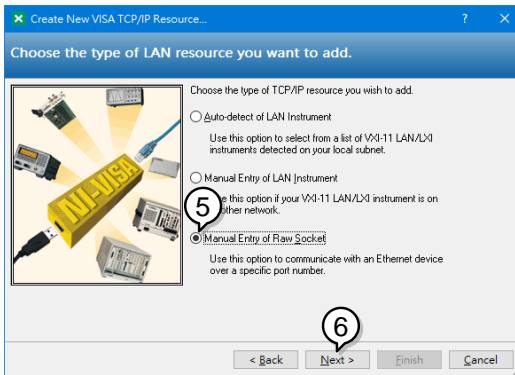 Create New VISA TCP/IP Resource...
?
Choose the type of LAN resource you want to add.
Choose the type of TCP/IP resource you wish to add.
Auto-detect of LAN Instrument
Use this option to select from a list of VXI-11 LAN/LXI
instruments detected on your local subnet.
Manual Entry of LAN Instrument
this option if your VXI-11 LAN/LXI instrument is on
network.
5
Manual Entry of Raw Socket
Use this option to communicate with an Ethernet device
over a specific port number.
NI-VISA
6
< Back
Next >
Finish
Cancel